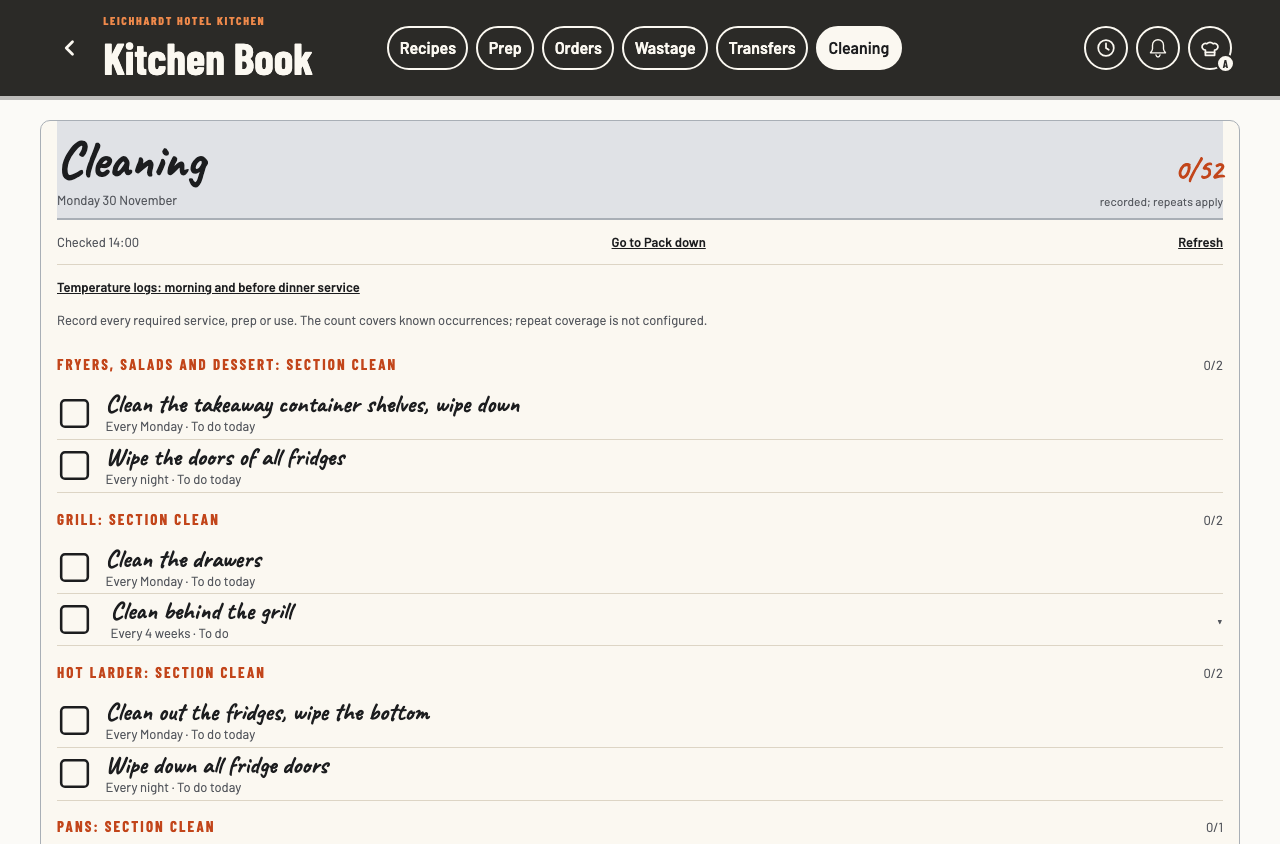 LEICHHARDT HOTEL KITCHEN
Kitchen Book
Recipes
Prep
Orders
Wastage
Transfers
Cleaning
A
Cleaning
0/52
Monday 30 November
recorded; repeats apply
Checked 14:00
Go to Pack down
Refresh
Temperature logs: morning and before dinner service
Record every required service, prep or use. The count covers known occurrences; repeat coverage is not configured.
FRYERS, SALADS AND DESSERT: SECTION CLEAN
0/2
Clean the takeaway container shelves, wipe down
Every Monday · To do today
Wipe the doors of all fridges
Every night · To do today
GRILL: SECTION CLEAN
0/2
Clean the drawers
Every Monday · To do today
Clean behind the grill
Every 4 weeks · To do
HOT LARDER: SECTION CLEAN
0/2
Clean out the fridges, wipe the bottom
Every Monday · To do today
Wipe down all fridge doors
Every night · To do today
PANS: SECTION CLEAN
0/1